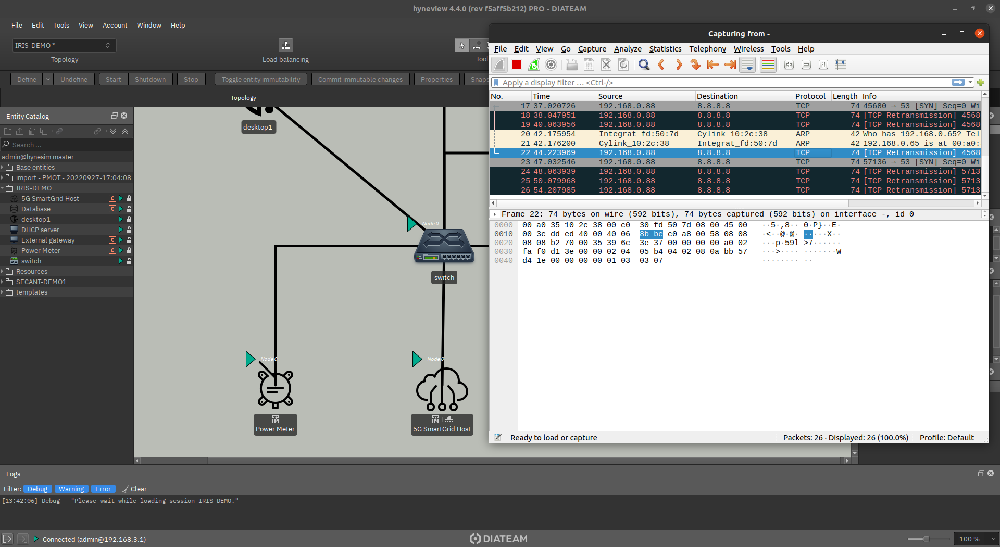 hyneview 4.4.0 (rev f5aff5b212) PRO - DIATEAM
File Edit Tools View Account Window Help
IRIS-DEMO *
Topology
Load balancing
Define Undefine Start Shutdown Stop Toggle entity immutability Commit immutable changes Properties
Topology
Entity Catalog
Search ...
admin@hynesim master
Base entities
import - PMOT - 20220927-17:04:08
IRIS-DEMO
5G SmartGrid Host C
Database C
desktop1
DHCP server
External gateway C
Power Meter C
switch
Resources
SECANT-DEMO1
templates
desktop1
Node 0
switch
Node 0
Power Meter
Node 0
5G SmartGrid Host
Capturing from -
File Edit View Go Capture Analyze Statistics Telephony Wireless Tools Help
Apply a display filter ... <Ctrl-/>
No. Time Source Destination Protocol Length Info
17 37.020726 192.168.0.88 8.8.8.8 TCP 74 45680 → 53 [SYN] Seq=0
18 38.047951 192.168.0.88 8.8.8.8 TCP 74 [TCP Retransmission]
19 40.063956 192.168.0.88 8.8.8.8 TCP 74 [TCP Retransmission]
20 42.175954 Integrat_fd:50:7d Cylink_10:2c:38 ARP 42 Who has 192.168.0.65?
21 42.176200 Cylink_10:2c:38 Integrat_fd:50:7d ARP 42 192.168.0.65 is at
22 44.223969 192.168.0.88 8.8.8.8 TCP 74 [TCP Retransmission]
23 47.032546 192.168.0.88 8.8.8.8 TCP 74 57136 → 53 [SYN] Seq=0
24 48.063939 192.168.0.88 8.8.8.8 TCP 74 [TCP Retransmission]
25 50.079968 192.168.0.88 8.8.8.8 TCP 74 [TCP Retransmission]
26 54.207985 192.168.0.88 8.8.8.8 TCP 74 [TCP Retransmission]
Frame 22: 74 bytes on wire (592 bits), 74 bytes captured (592 bits) on interface -, id 0
0000 00 a0 35 10 2c 38 00 c0 30 fd 50 7d 08 00 45 00 ··5·,8·· 0·P}··E·
0010 00 3c dd ed 40 00 40 06 8b be c0 a8 00 58 08 08 ·<··@·@· ·····X··
0020 08 08 b2 70 00 35 39 6c 3e 37 00 00 00 00 a0 02 ···p·59l >7······
0030 fa f0 d1 3e 00 00 02 04 05 b4 04 02 08 0a bb 57 ···>···· ·······W
0040 d4 1e 00 00 00 00 01 03 03 07 ········ ··
Ready to load or capture
Packets: 26 · Displayed: 26 (100.0%)
Profile: Default
Logs
Filter: Debug Warning Error Clear
[13:42:06] Debug - "Please wait while loading session IRIS-DEMO."
Connected (admin@192.168.3.1)
DIATEAM
100 %